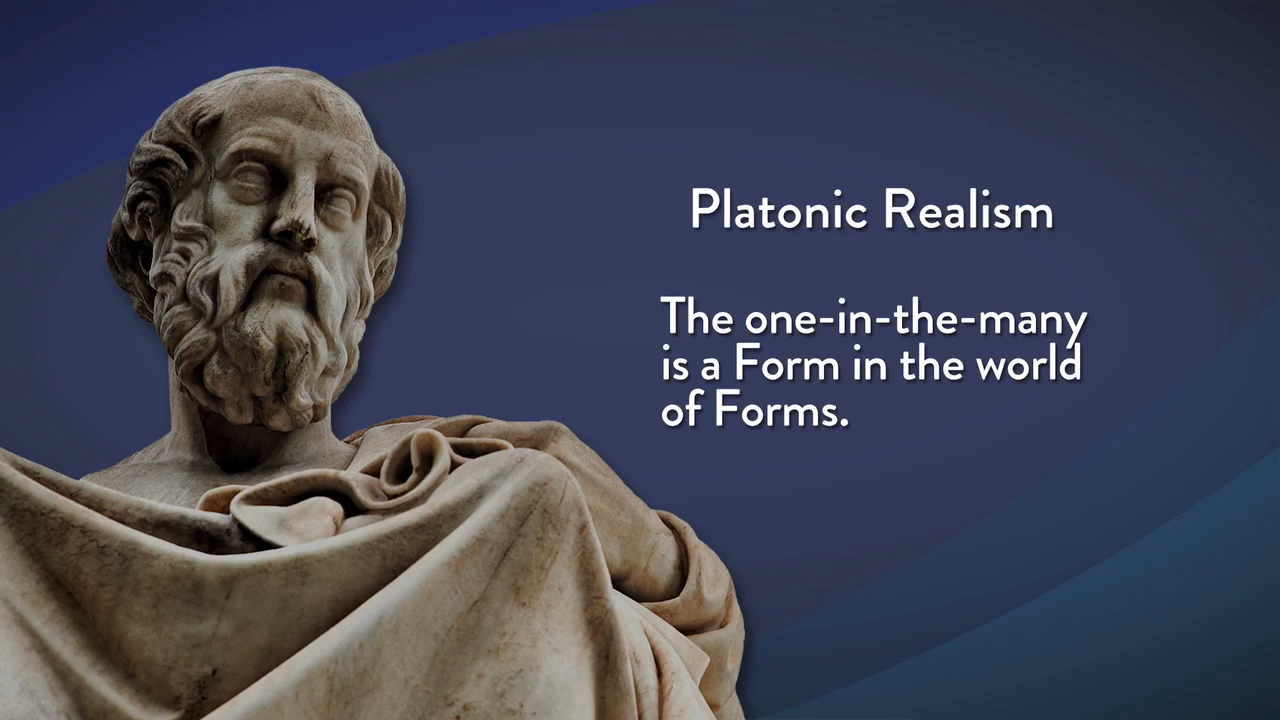 Platonic Realism
The one-in-the-many
is a Form in the world
of Forms.